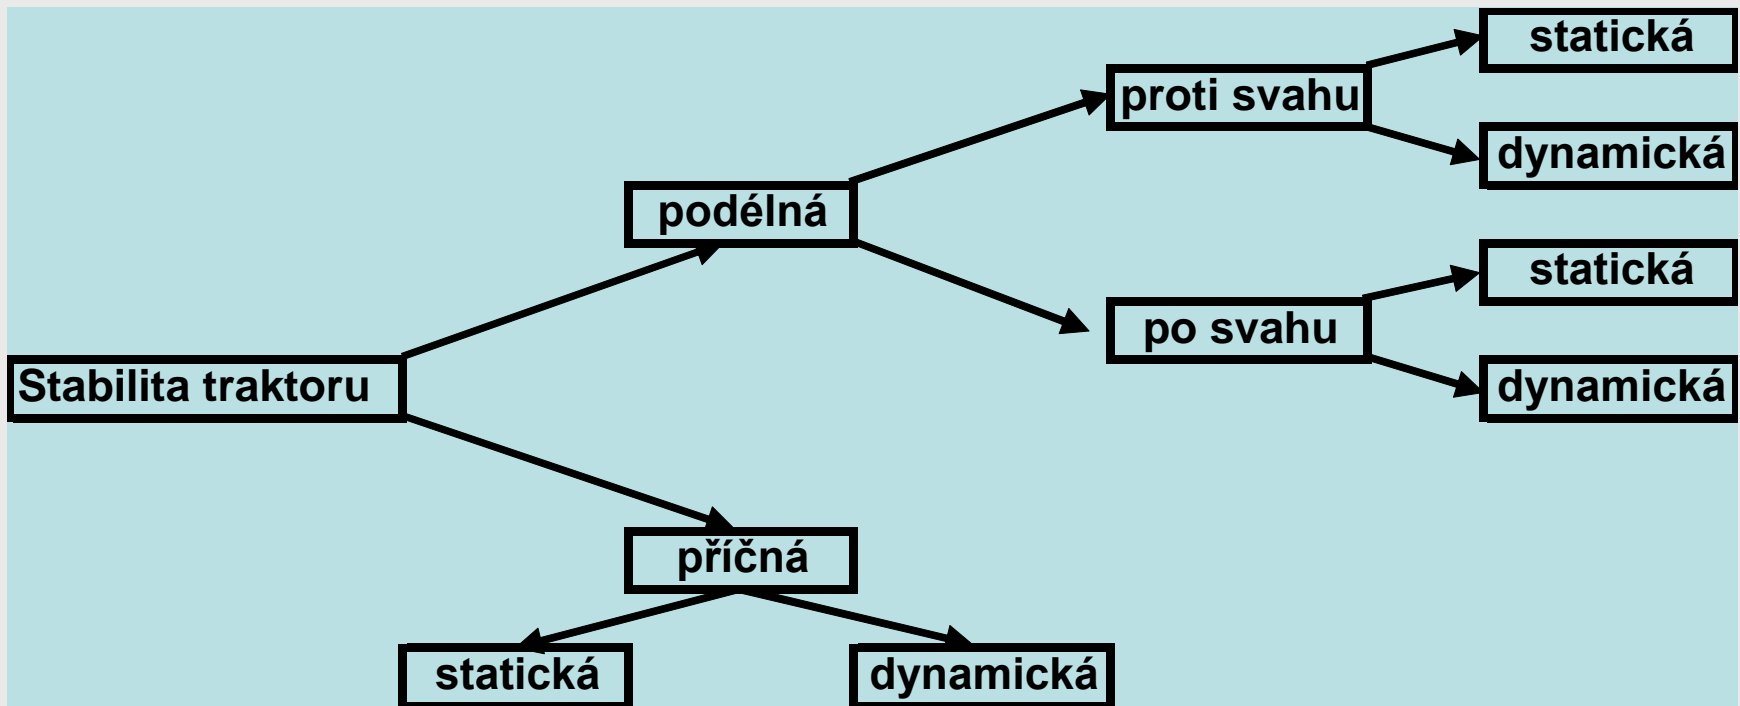 statická
proti svahu
dynamická
podélná
statická
po svahu
Stabilita traktoru
dynamická
příčná
statická
dynamická